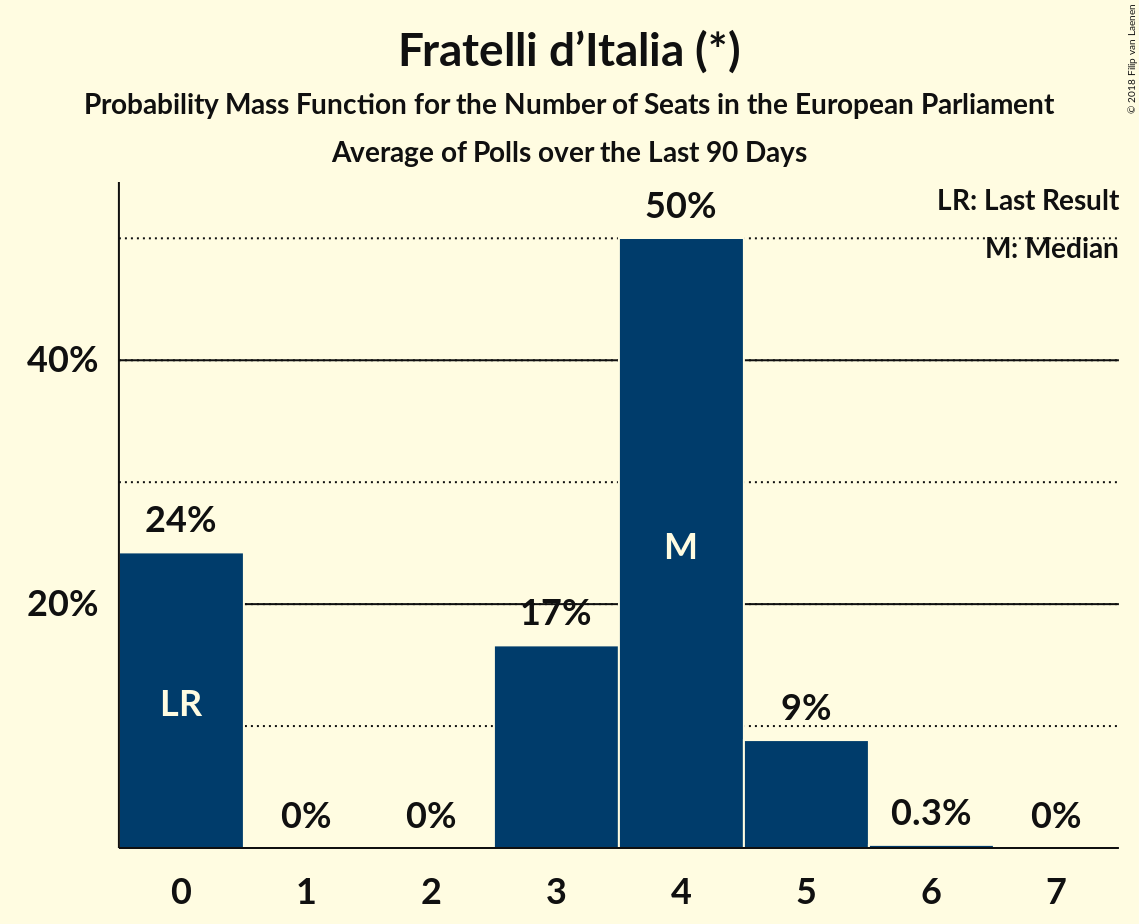 Fratelli d’Italia (*)
Probability Mass Function for the Number of Seats in the European Parliament
Average of Polls over the Last 90 Days
© 2018 Filip van Laenen
LR: Last Result
M: Median
50%
40%
24%
M
20%
17%
LR
9%
0%
0%
0.3%
0%
0 1 2 3 4 5 6 7